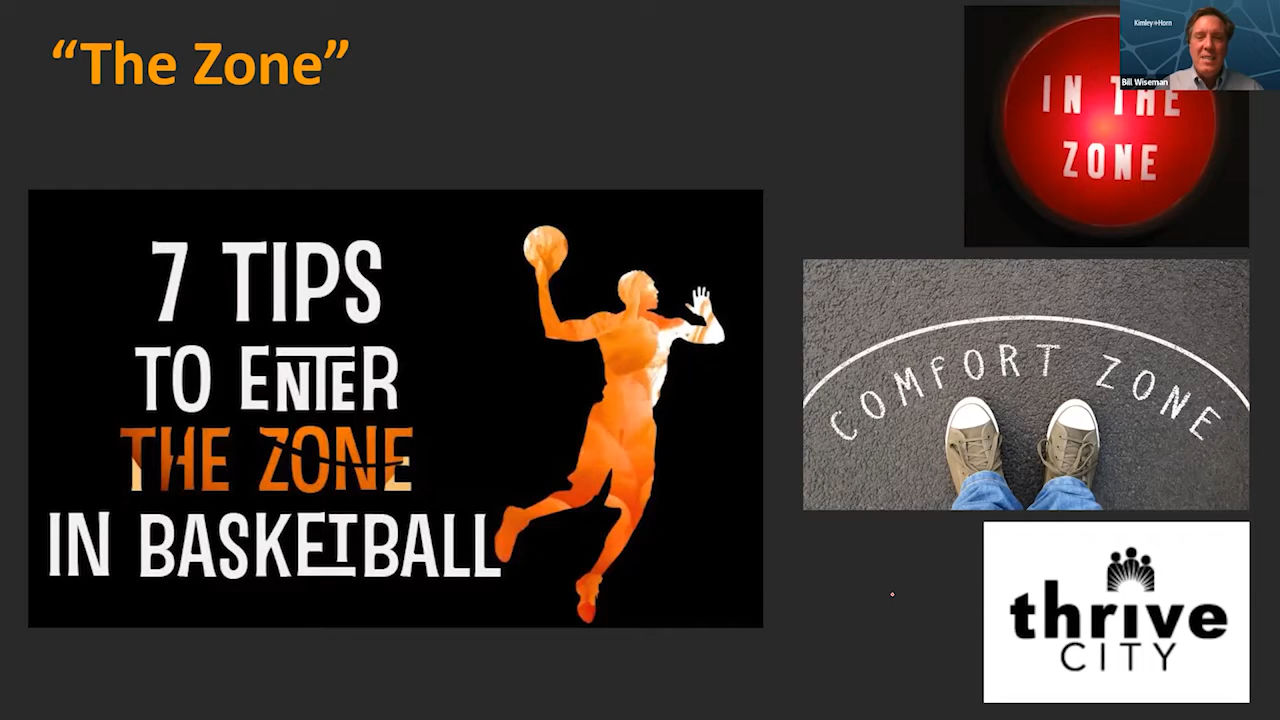 “The Zone”
7 TIPS
TO ENTER
THE ZONE
IN BASKETBALL
Kimley»Horn
Bill Wiseman
IN THE
ZONE
COMFORT ZONE
thrive
CITY